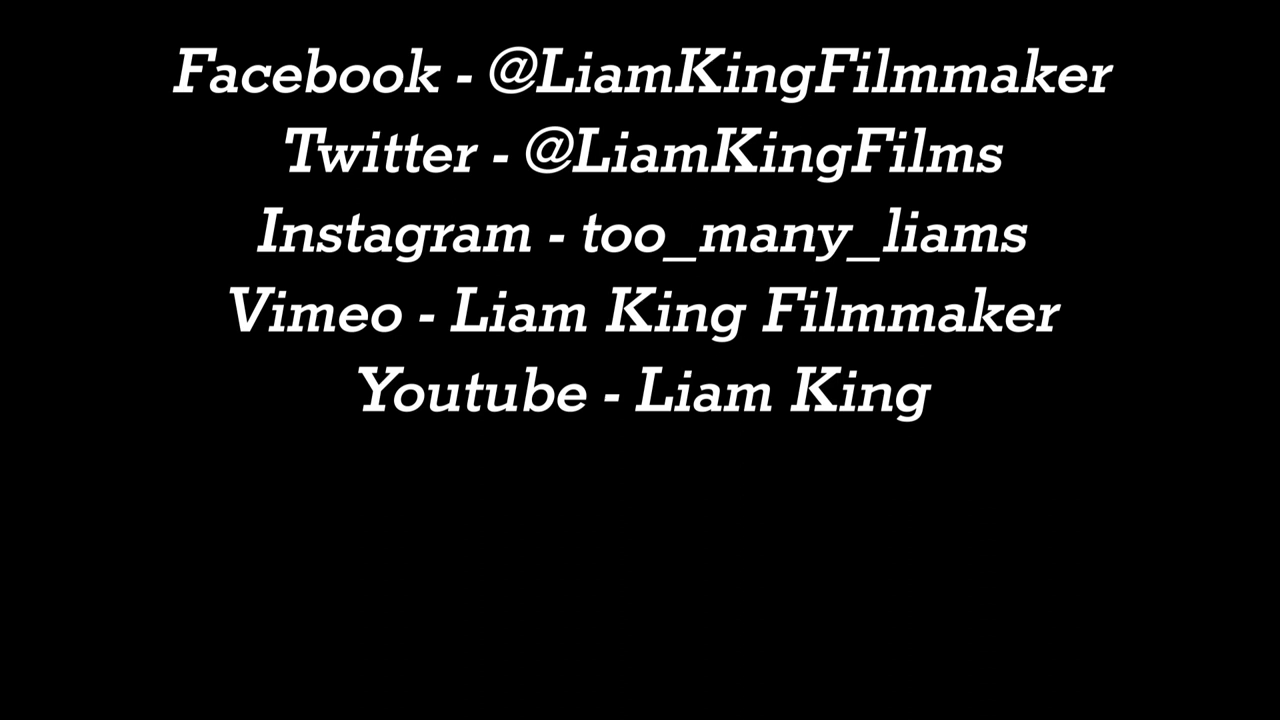 Facebook - @LiamKingFilmmaker
Twitter - @LiamKingFilms
Instagram - too_many_liams
Vimeo - Liam King Filmmaker
Youtube - Liam King